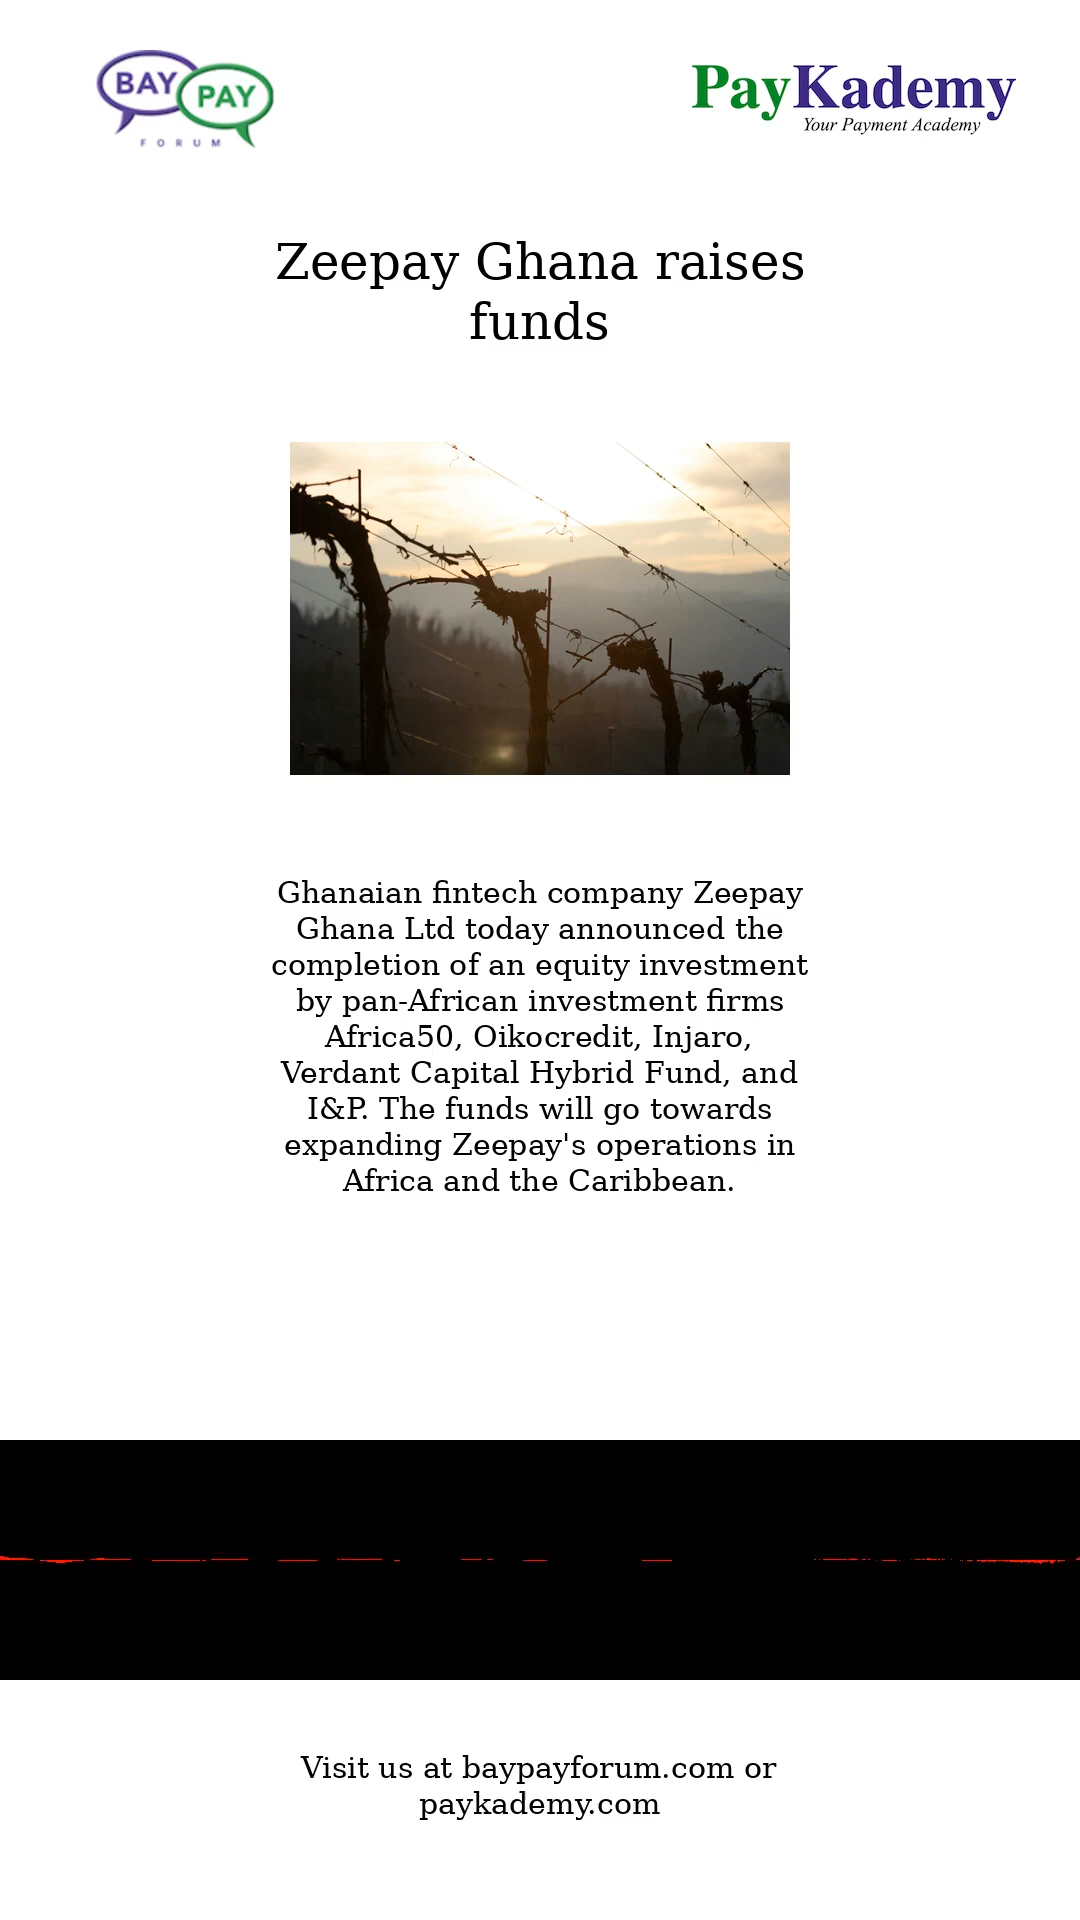 BAY
PAY
FORUM
PayKademy
Your Payment Academy
Zeepay Ghana raises
funds
Ghanaian fintech company Zeepay
Ghana Ltd today announced the
completion of an equity investment
by pan-African investment firms
Africa50, Oikocredit, Injaro,
Verdant Capital Hybrid Fund, and
I&P. The funds will go towards
expanding Zeepay's operations in
Africa and the Caribbean.
Visit us at baypayforum.com or
paykademy.com